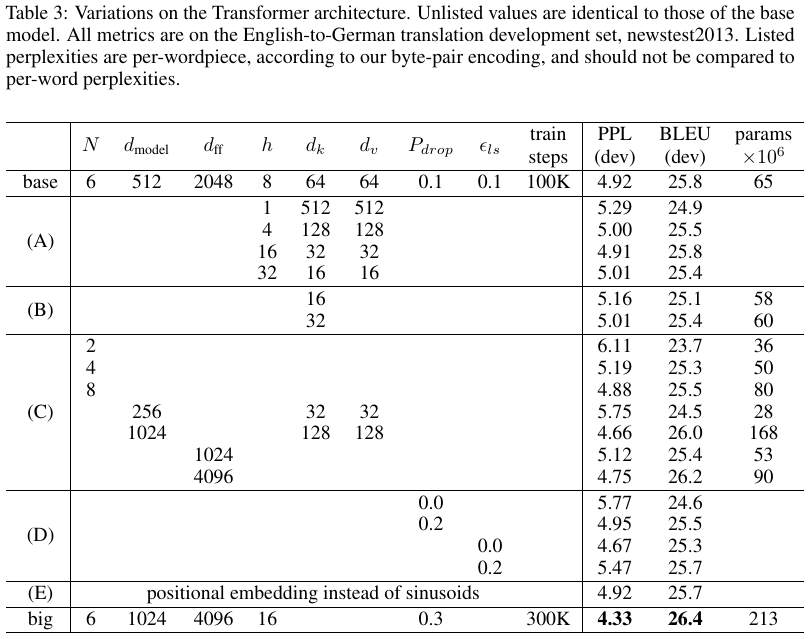 Table 3: Variations on the Transformer architecture. Unlisted values are identical to those of the base
model. All metrics are on the English-to-German translation development set, newstest2013. Listed
perplexities are per-wordpiece, according to our byte-pair encoding, and should not be compared to
per-word perplexities.
N d_model d_ff h d_k d_v P_drop ϵ_ls train steps PPL (dev) BLEU (dev) params ×10^6
base 6 512 2048 8 64 64 0.1 0.1 100K 4.92 25.8 65
(A)
1 512 512 5.29 24.9
4 128 128 5.00 25.5
16 32 32 4.91 25.8
32 16 16 5.01 25.4
(B)
16 5.16 25.1 58
32 5.01 25.4 60
(C)
2 6.11 23.7 36
4 5.19 25.3 50
8 4.88 25.5 80
256 32 32 5.75 24.5 28
1024 128 128 4.66 26.0 168
1024 5.12 25.4 53
4096 4.75 26.2 90
(D)
0.0 5.77 24.6
0.2 4.95 25.5
0.0 4.67 25.3
0.2 5.47 25.7
(E) positional embedding instead of sinusoids 4.92 25.7
big 6 1024 4096 16 0.3 300K 4.33 26.4 213